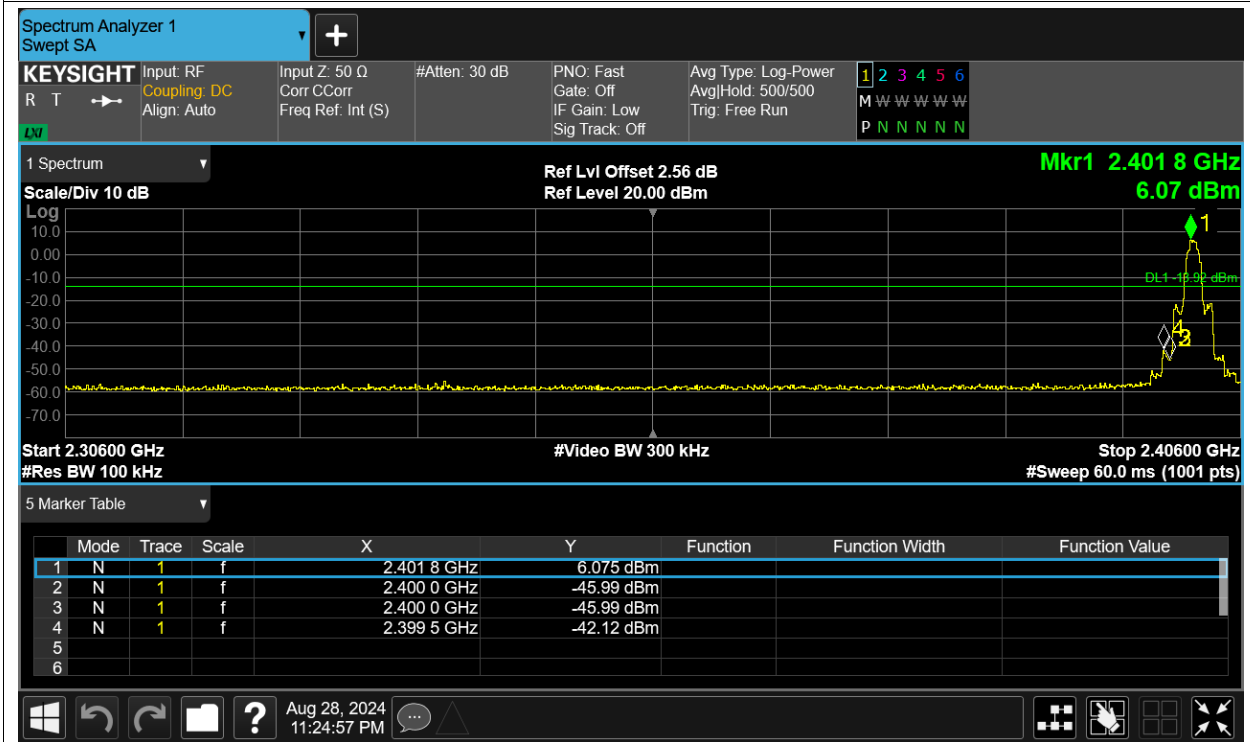 Spectrum Analyzer 1
Swept SA
+
KEYSIGHT
R T
LXI
Input: RF
Coupling: DC
Align: Auto
Input Z: 50 Ω
Corr CCorr
Freq Ref: Int (S)
#Atten: 30 dB
PNO: Fast
Gate: Off
IF Gain: Low
Sig Track: Off
Avg Type: Log-Power
Avg|Hold: 500/500
Trig: Free Run
1 2 3 4 5 6
M W W W W W
P N N N N N
1 Spectrum
Scale/Div 10 dB
Ref Lvl Offset 2.56 dB
Ref Level 20.00 dBm
Mkr1 2.401 8 GHz
6.07 dBm
Log
10.0
0.00
-10.0
-20.0
-30.0
-40.0
-50.0
-60.0
-70.0
1
DL1 -13.92 dBm
4
3
Start 2.30600 GHz
#Res BW 100 kHz
#Video BW 300 kHz
Stop 2.40600 GHz
#Sweep 60.0 ms (1001 pts)
5 Marker Table
Mode Trace Scale X Y Function Function Width Function Value
1 N 1 f 2.401 8 GHz 6.075 dBm
2 N 1 f 2.400 0 GHz -45.99 dBm
3 N 1 f 2.400 0 GHz -45.99 dBm
4 N 1 f 2.399 5 GHz -42.12 dBm
5
6
?
Aug 28, 2024
11:24:57 PM